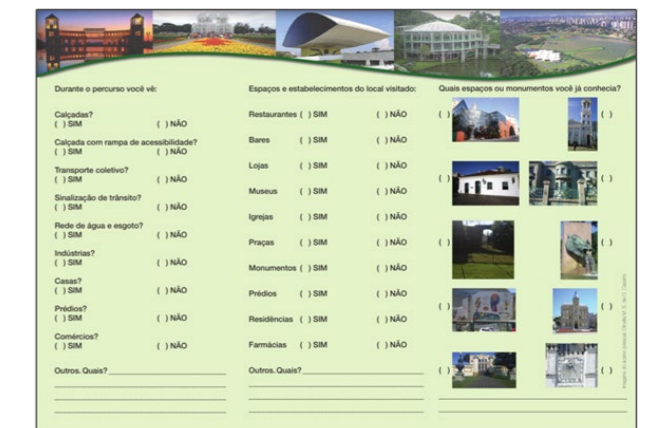 Durante o percurso você vê:
Calçadas?
( ) SIM ( ) NÃO
Calçada com rampa de acessibilidade?
( ) SIM ( ) NÃO
Transporte coletivo?
( ) SIM ( ) NÃO
Sinalização de trânsito?
( ) SIM ( ) NÃO
Rede de água e esgoto?
( ) SIM ( ) NÃO
Indústrias?
( ) SIM ( ) NÃO
Casas?
( ) SIM ( ) NÃO
Prédios?
( ) SIM ( ) NÃO
Comércios?
( ) SIM ( ) NÃO
Outros. Quais?
Espaços e estabelecimentos do local visitado:
Restaurantes ( ) SIM ( ) NÃO
Bares ( ) SIM ( ) NÃO
Lojas ( ) SIM ( ) NÃO
Museus ( ) SIM ( ) NÃO
Igrejas ( ) SIM ( ) NÃO
Praças ( ) SIM ( ) NÃO
Monumentos ( ) SIM ( ) NÃO
Prédios ( ) SIM ( ) NÃO
Residências ( ) SIM ( ) NÃO
Farmácias ( ) SIM ( ) NÃO
Outros. Quais?
Quais espaços ou monumentos você já conhecia?
( ) ( )
( ) ( )
( ) ( )
( ) ( )
( ) ( )